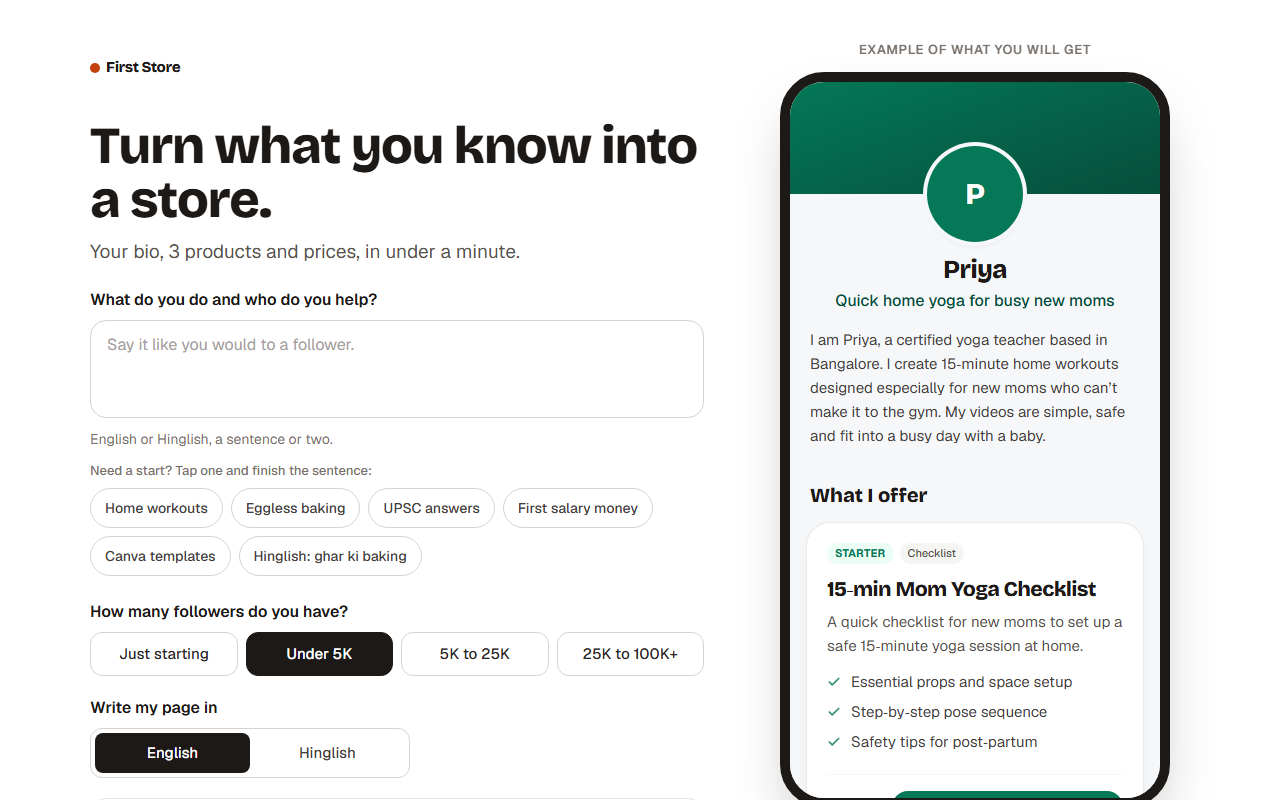 First Store
Turn what you know into
a store.
Your bio, 3 products and prices, in under a minute.
What do you do and who do you help?
Say it like you would to a follower.
English or Hinglish, a sentence or two.
Need a start? Tap one and finish the sentence:
Home workouts
Eggless baking
UPSC answers
First salary money
Canva templates
Hinglish: ghar ki baking
How many followers do you have?
Just starting
Under 5K
5K to 25K
25K to 100K+
Write my page in
English
Hinglish
EXAMPLE OF WHAT YOU WILL GET
P
Priya
Quick home yoga for busy new moms
I am Priya, a certified yoga teacher based in
Bangalore. I create 15-minute home workouts
designed especially for new moms who can’t
make it to the gym. My videos are simple, safe
and fit into a busy day with a baby.
What I offer
STARTER
Checklist
15-min Mom Yoga Checklist
A quick checklist for new moms to set up a
safe 15-minute yoga session at home.
Essential props and space setup
Step-by-step pose sequence
Safety tips for post-partum